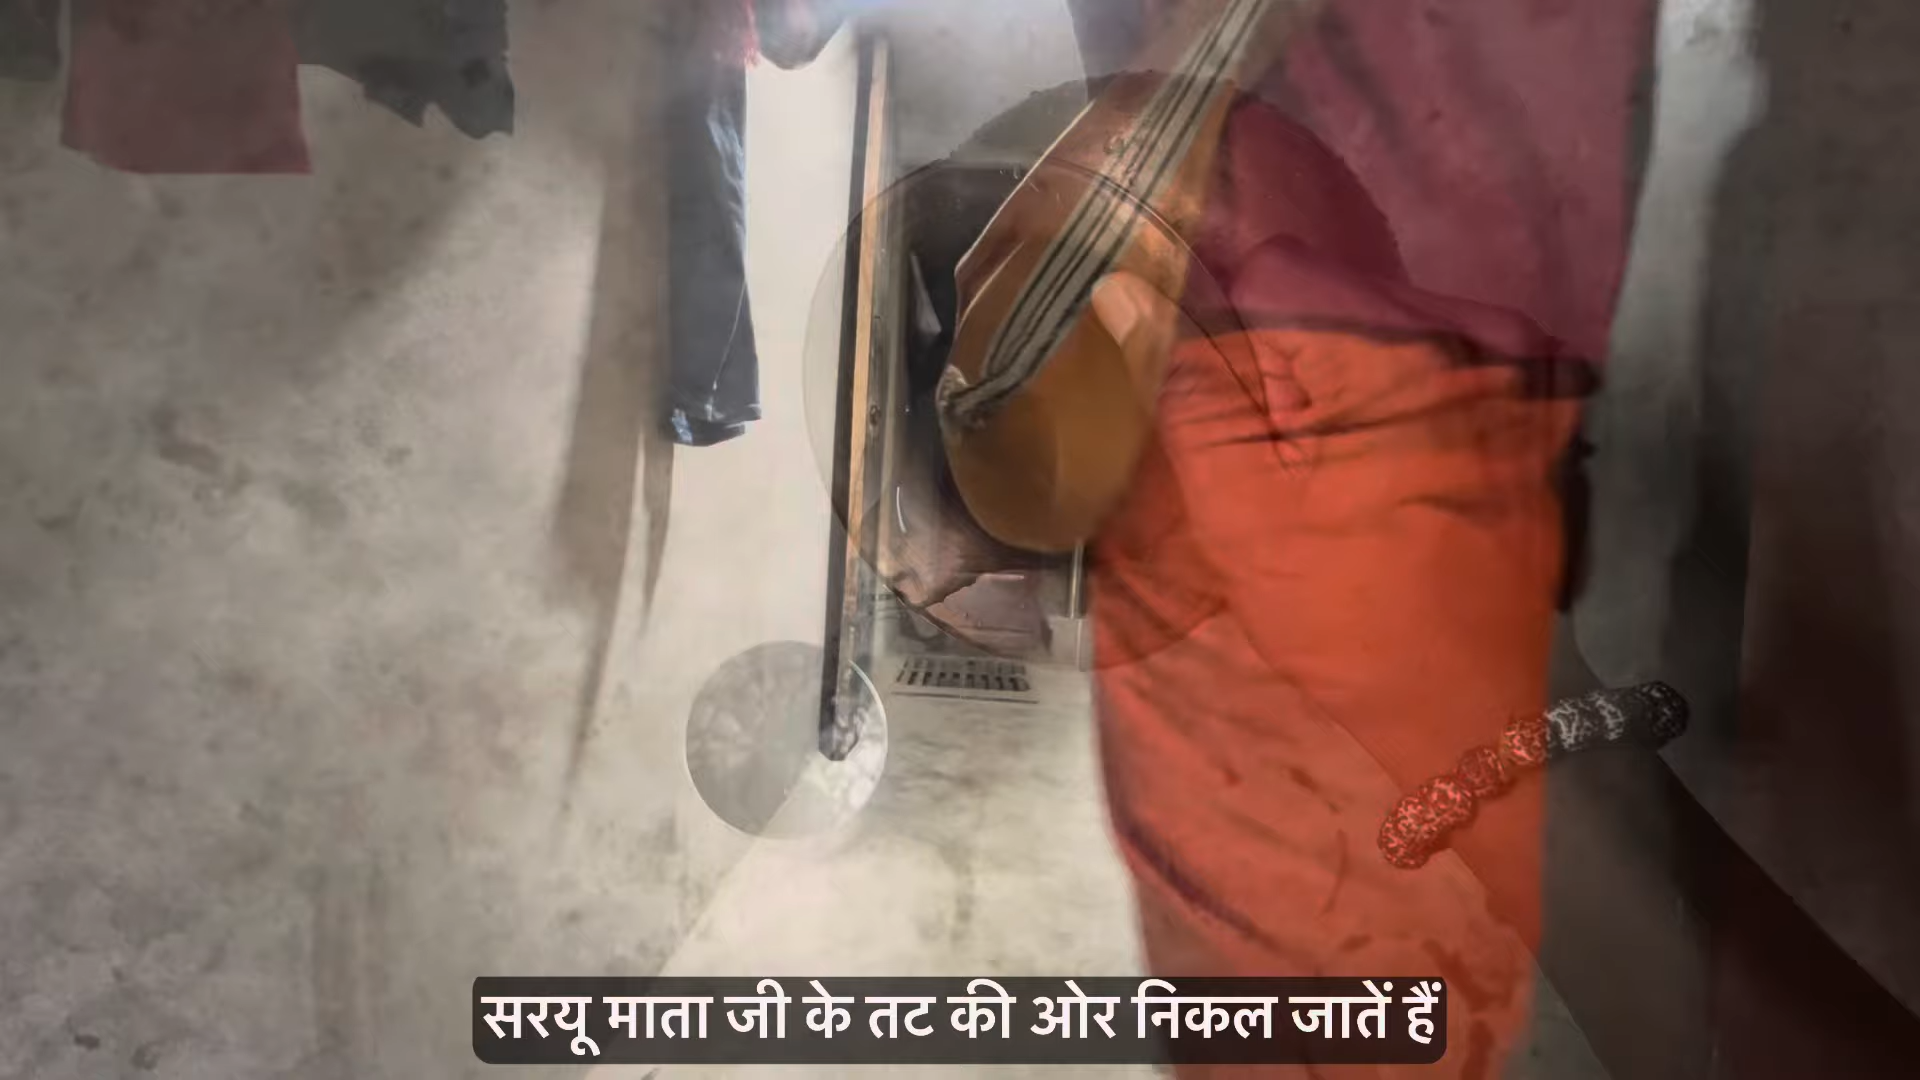 सरयू माता जी के तट की ओर निकल जातें हैं